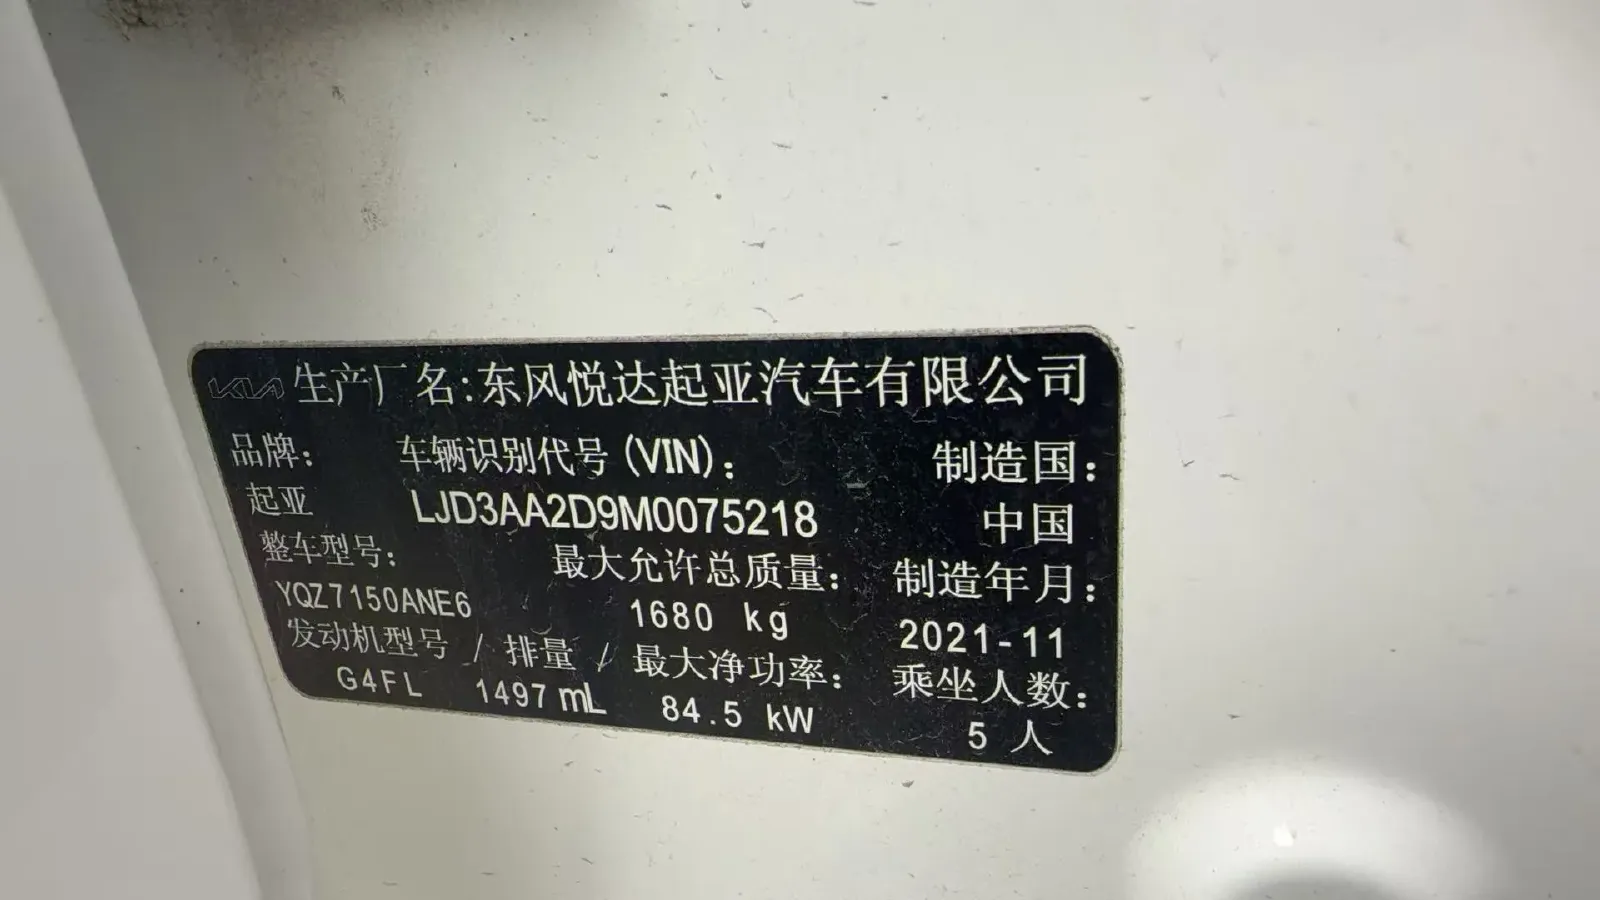 KIA 生产厂名:东风悦达起亚汽车有限公司
品牌: 车辆识别代号(VIN): 制造国:
起亚 LJD3AA2D9M0075218 中国
整车型号: 最大允许总质量: 制造年月:
YQZ7150ANE6 1680 kg 2021-11
发动机型号 / 排量 / 最大净功率: 乘坐人数:
G4FL 1497 mL 84.5 kW 5 人